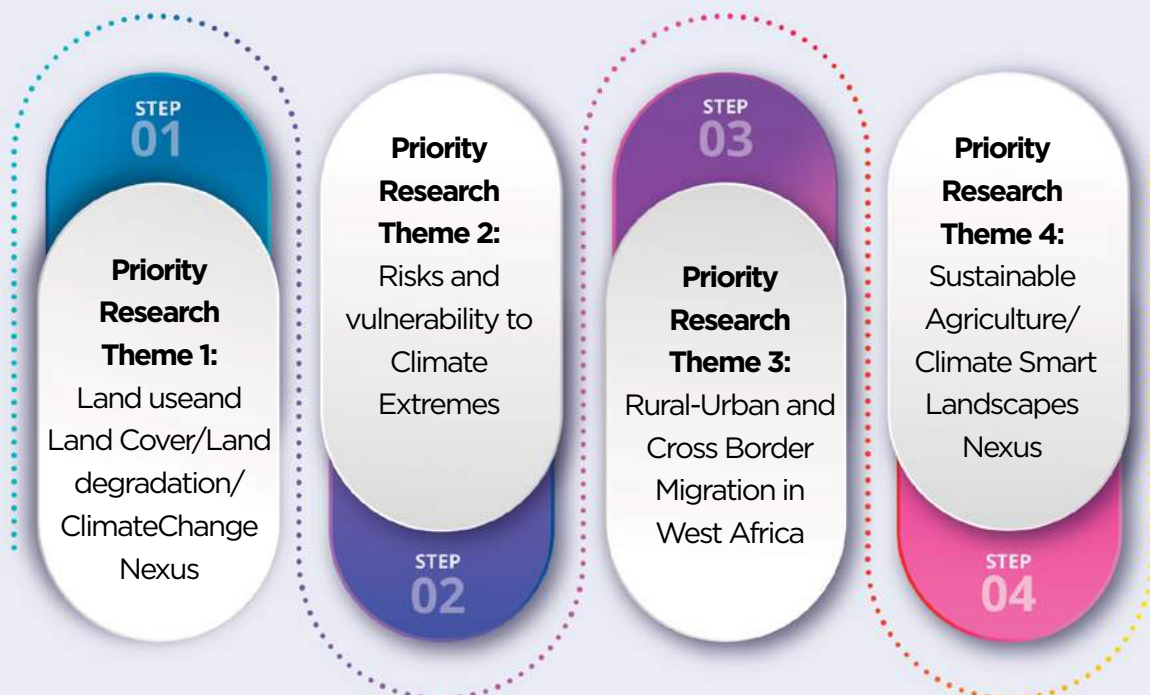 STEP
01
Priority
Research
Theme 1:
Land useand
Land Cover/Land
degradation/
ClimateChange
Nexus
Priority
Research
Theme 2:
Risks and
vulnerability to
Climate
Extremes
STEP
02
STEP
03
Priority
Research
Theme 3:
Rural-Urban and
Cross Border
Migration in
West Africa
Priority
Research
Theme 4:
Sustainable
Agriculture/
Climate Smart
Landscapes
Nexus
STEP
04